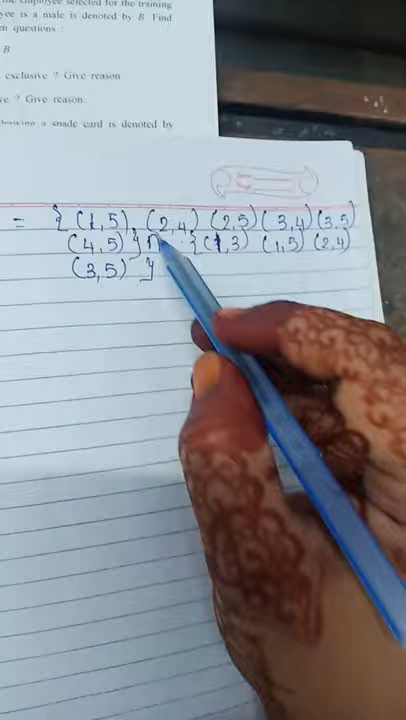 the employee selected for the training
yee is a male is denoted by B. Find
en questions :
B
exclusive ? Give reason
ve ? Give reason.
drawing a spade card is denoted by
= { (1,5), (2,4) (2,5) (3,4) (3,5)
(4,5) } ∩ { (1,3) (1,5) (2,4)
(3,5) }